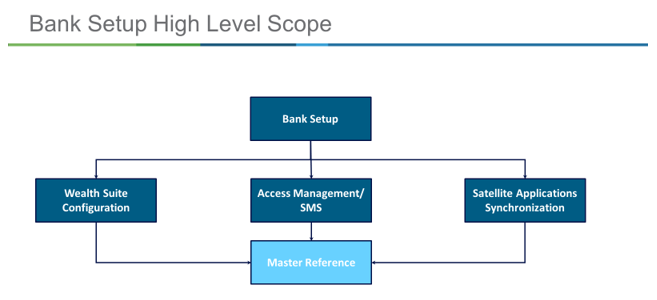 Bank Setup High Level Scope
Bank Setup
Wealth Suite
Configuration
Access Management/
SMS
Satellite Applications
Synchronization
Master Reference